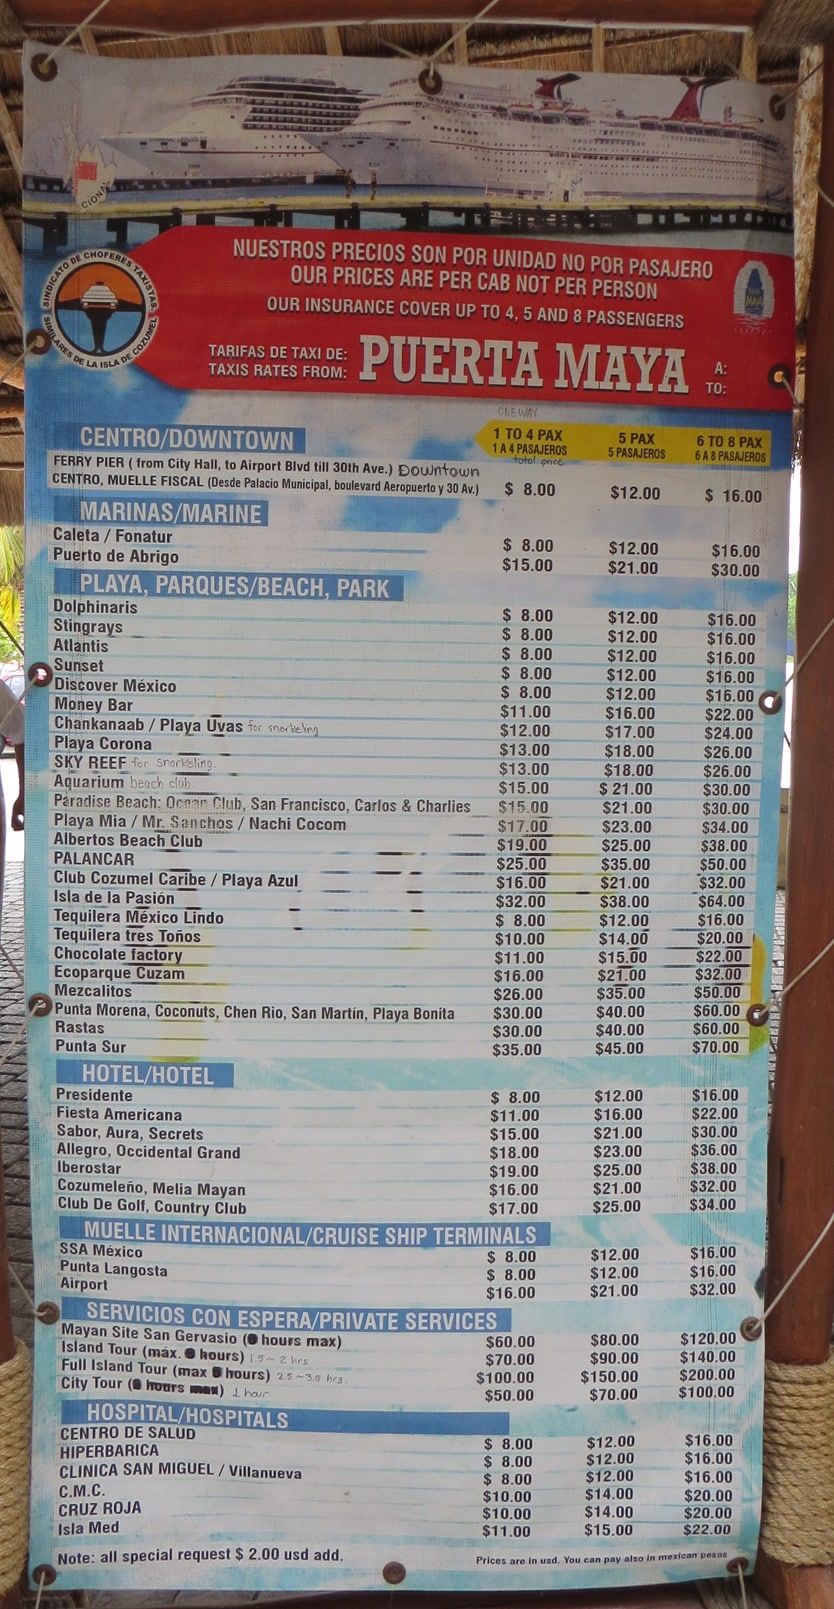 CIONA
SINDICATO DE CHOFERES TAXISTAS,
SIMILARES DE LA ISLA DE COZUMEL
NUESTROS PRECIOS SON POR UNIDAD NO POR PASAJERO
OUR PRICES ARE PER CAB NOT PER PERSON
OUR INSURANCE COVER UP TO 4, 5 AND 8 PASSENGERS
TARIFAS DE TAXI DE:
TAXIS RATES FROM:
PUERTA MAYA
A:
TO:
ONE WAY
CENTRO/DOWNTOWN
1 TO 4 PAX 5 PAX 6 TO 8 PAX
1 A 4 PASAJEROS 5 PASAJEROS 6 A 8 PASAJEROS
total price
FERRY PIER ( from City Hall, to Airport Blvd till 30th Ave.) Downtown
CENTRO, MUELLE FISCAL (Desde Palacio Municipal, boulevard Aeropuerto y 30 Av.) $ 8.00 $12.00 $ 16.00
MARINAS/MARINE
Caleta / Fonatur $ 8.00 $12.00 $16.00
Puerto de Abrigo $15.00 $21.00 $30.00
PLAYA, PARQUES/BEACH, PARK
Dolphinaris $ 8.00 $12.00 $16.00
Stingrays $ 8.00 $12.00 $16.00
Atlantis $ 8.00 $12.00 $16.00
Sunset $ 8.00 $12.00 $16.00
Discover México $ 8.00 $12.00 $16.00
Money Bar $11.00 $16.00 $22.00
Chankanaab / Playa Uvas for snorkeling $12.00 $17.00 $24.00
Playa Corona $13.00 $18.00 $26.00
SKY REEF for snorkeling. $13.00 $18.00 $26.00
Aquarium beach club. $15.00 $ 21.00 $30.00
Paradise Beach; Ocean Club, San Francisco, Carlos & Charlies $15.00 $21.00 $30.00
Playa Mia / Mr. Sanchos / Nachi Cocom $17.00 $23.00 $34.00
Albertos Beach Club $19.00 $25.00 $38.00
PALANCAR $25.00 $35.00 $50.00
Club Cozumel Caribe / Playa Azul $16.00 $21.00 $32.00
Isla de la Pasión $32.00 $38.00 $64.00
Tequilera México Lindo $ 8.00 $12.00 $16.00
Tequilera tres Toños $10.00 $14.00 $20.00
Chocolate factory $11.00 $15.00 $22.00
Ecoparque Cuzam $16.00 $21.00 $32.00
Mezcalitos $26.00 $35.00 $50.00
Punta Morena, Coconuts, Chen Rio, San Martín, Playa Bonita $30.00 $40.00 $60.00
Rastas $30.00 $40.00 $60.00
Punta Sur $35.00 $45.00 $70.00
HOTEL/HOTEL
Presidente $ 8.00 $12.00 $16.00
Fiesta Americana $11.00 $16.00 $22.00
Sabor, Aura, Secrets $15.00 $21.00 $30.00
Allegro, Occidental Grand $18.00 $23.00 $36.00
Iberostar $19.00 $25.00 $38.00
Cozumeleño, Melia Mayan $16.00 $21.00 $32.00
Club De Golf, Country Club $17.00 $25.00 $34.00
MUELLE INTERNACIONAL/CRUISE SHIP TERMINALS
SSA México $ 8.00 $12.00 $16.00
Punta Langosta $ 8.00 $12.00 $16.00
Airport $16.00 $21.00 $32.00
SERVICIOS CON ESPERA/PRIVATE SERVICES
Mayan Site San Gervasio ( hours max) $60.00 $80.00 $120.00
Island Tour (máx. hours) 1.5~2 hrs $70.00 $90.00 $140.00
Full Island Tour (max hours) 2.5-3.5 hrs. $100.00 $150.00 $200.00
City Tour ( hours max) 1 hour $50.00 $70.00 $100.00
HOSPITAL/HOSPITALS
CENTRO DE SALUD $ 8.00 $12.00 $16.00
HIPERBARICA $ 8.00 $12.00 $16.00
CLINICA SAN MIGUEL / Villanueva $ 8.00 $12.00 $16.00
C.M.C. $10.00 $14.00 $20.00
CRUZ ROJA $10.00 $14.00 $20.00
Isla Med $11.00 $15.00 $22.00
Note: all special request $ 2.00 usd add.
Prices are in usd. You can pay also in mexican pesos